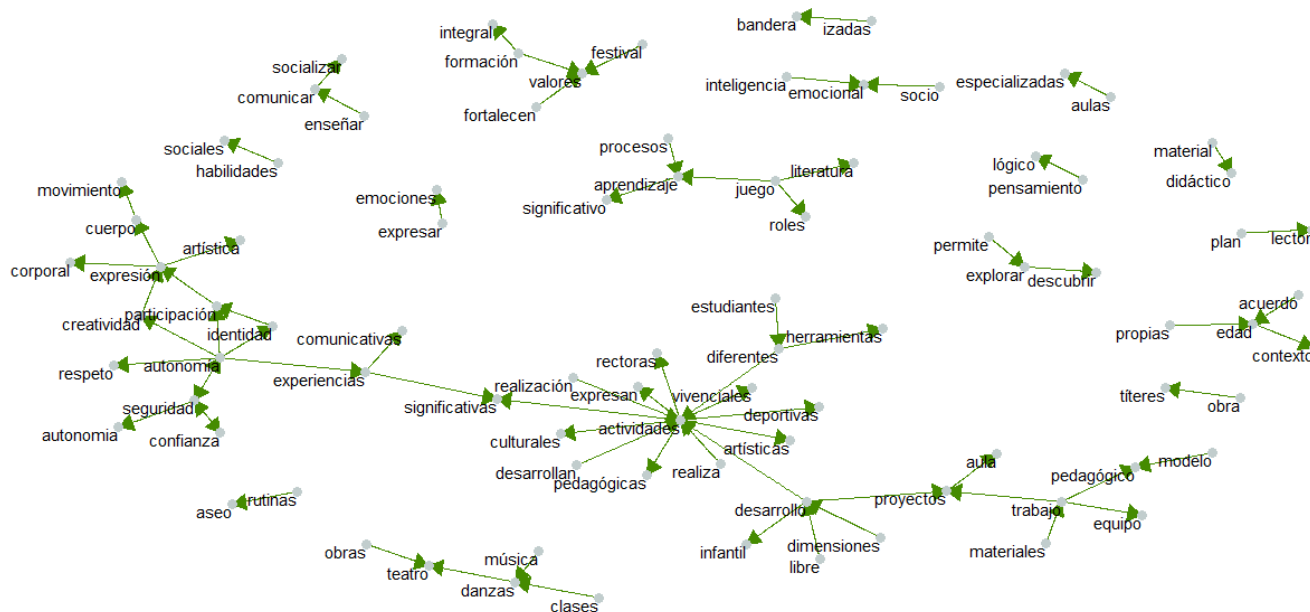 bandera
izadas
integral
festival
formación
valores
socializar
inteligencia
especializadas
comunicar
emocional
socio
aulas
fortalecen
enseñar
sociales
procesos
material
habilidades
literatura
lógico
movimiento
emociones
aprendizaje
juego
pensamiento
didáctico
significativo
cuerpo
expresar
roles
artística
permite
plan
lector
corporal
expresión
explorar
descubrir
estudiantes
acuerdo
participación
creatividad
identidad
comunicativas
herramientas
propias
edad
rectoras
diferentes
contexto
respeto
autonomía
experiencias
realización
expresan
vivenciales
títeres
obra
seguridad
significativas
deportivas
autonomia
confianza
culturales
actividades
artísticas
desarrollan
pedagógicas
realiza
aula
modelo
pedagógico
aseo
rutinas
desarrollo
proyectos
trabajo
equipo
obras
música
infantil
dimensiones
materiales
teatro
libre
danzas
clases